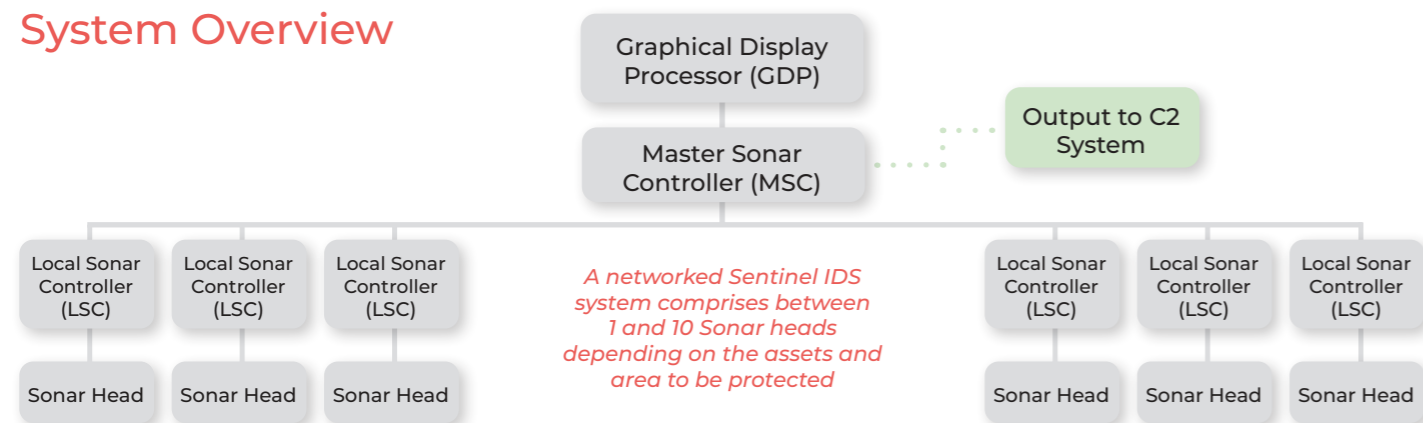 System Overview
Graphical Display
Processor (GDP)
Output to C2
System
Master Sonar
Controller (MSC)
Local Sonar
Controller
(LSC)
Local Sonar
Controller
(LSC)
Local Sonar
Controller
(LSC)
A networked Sentinel IDS
system comprises between
1 and 10 Sonar heads
depending on the assets and
area to be protected
Local Sonar
Controller
(LSC)
Local Sonar
Controller
(LSC)
Local Sonar
Controller
(LSC)
Sonar Head
Sonar Head
Sonar Head
Sonar Head
Sonar Head
Sonar Head